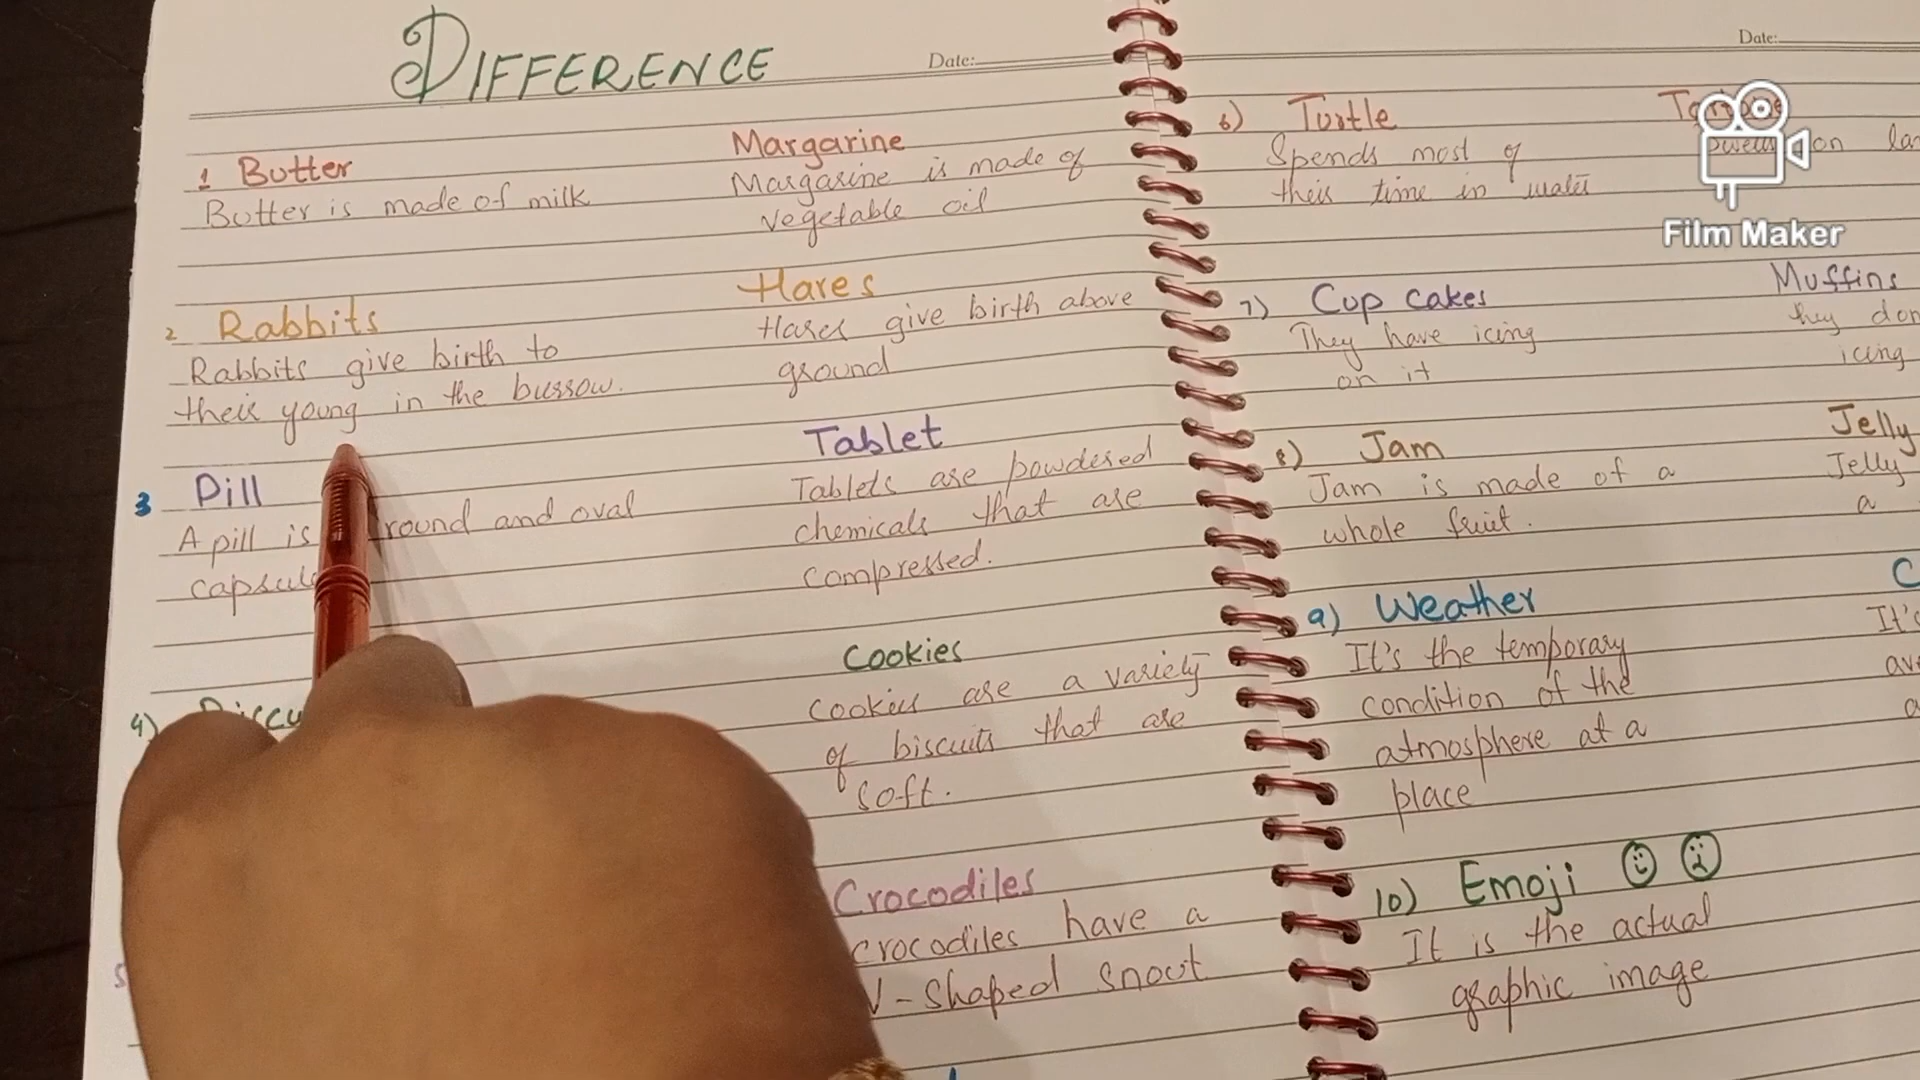 DIFFERENCE
Date:
1 Butter
Butter is made of milk
Margarine
Margarine is made of
vegetable oil
2 Rabbits
Rabbits give birth to
their young in the burrow.
Hares
Hares give birth above
ground
3 Pill
A pill is round and oval
Tablet
Tablets are powdered
chemicals that are
compressed.
4)
Cookies
Cookies are a variety
of biscuits that are
soft.
5
Crocodiles
Crocodiles have a
V-shaped snout
Date:
6) Turtle
Spends most of
their time in water
on
7) Cup cakes
They have icing
on it
Muffins
icing
8) Jam
Jam is made of a
whole fruit.
Jelly
Jelly
a
9) Weather
It's the temporary
condition of the
atmosphere at a
place
10) Emoji
It is the actual
graphic image
Film Maker